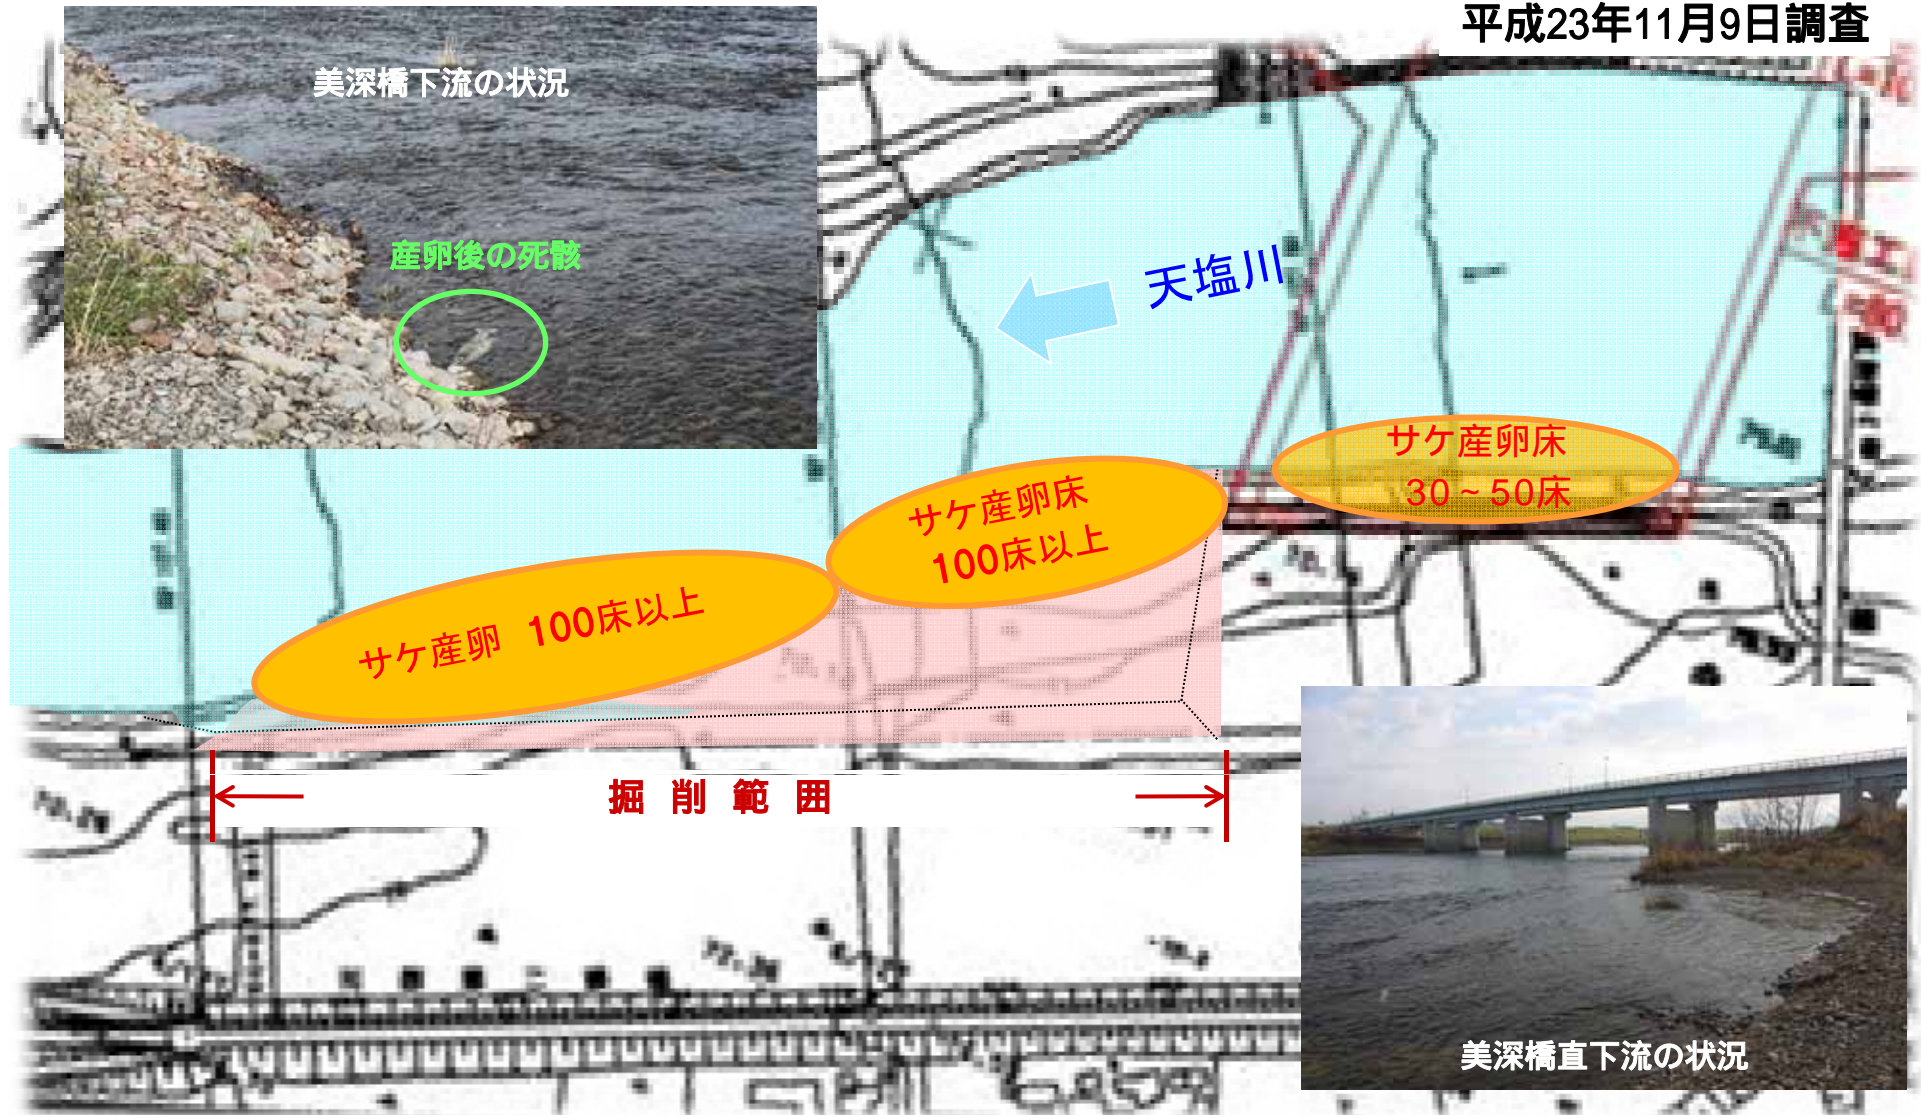 平成23年11月9日調査
美深橋下流の状況
産卵後の死骸
天塩川
サケ産卵床
30~50床
サケ産卵床
100床以上
サケ産卵 100床以上
掘削範囲
美深橋直下流の状況